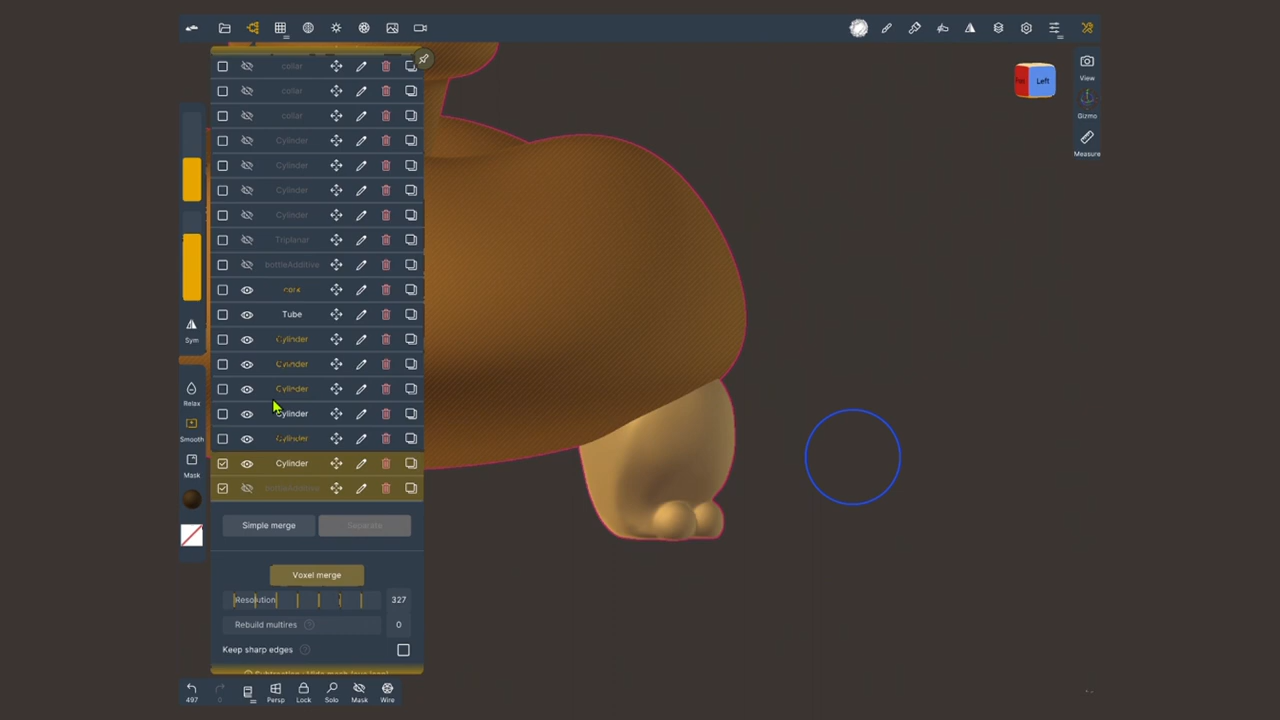 collar
collar
collar
Cylinder
Cylinder
Cylinder
Cylinder
Triplanar
bottleAdditive
Tube
Cylinder
Cylinder
Cylinder
Cylinder
Cylinder
Cylinder
bottleAdditive
Simple merge
Separate
Voxel merge
Resolution
327
Rebuild multires ?
0
Keep sharp edges ?
Sym
Relax
Smooth
Mask
497
0
Persp
Lock
Solo
Mask
Wire
Left
View
Gizmo
Measure